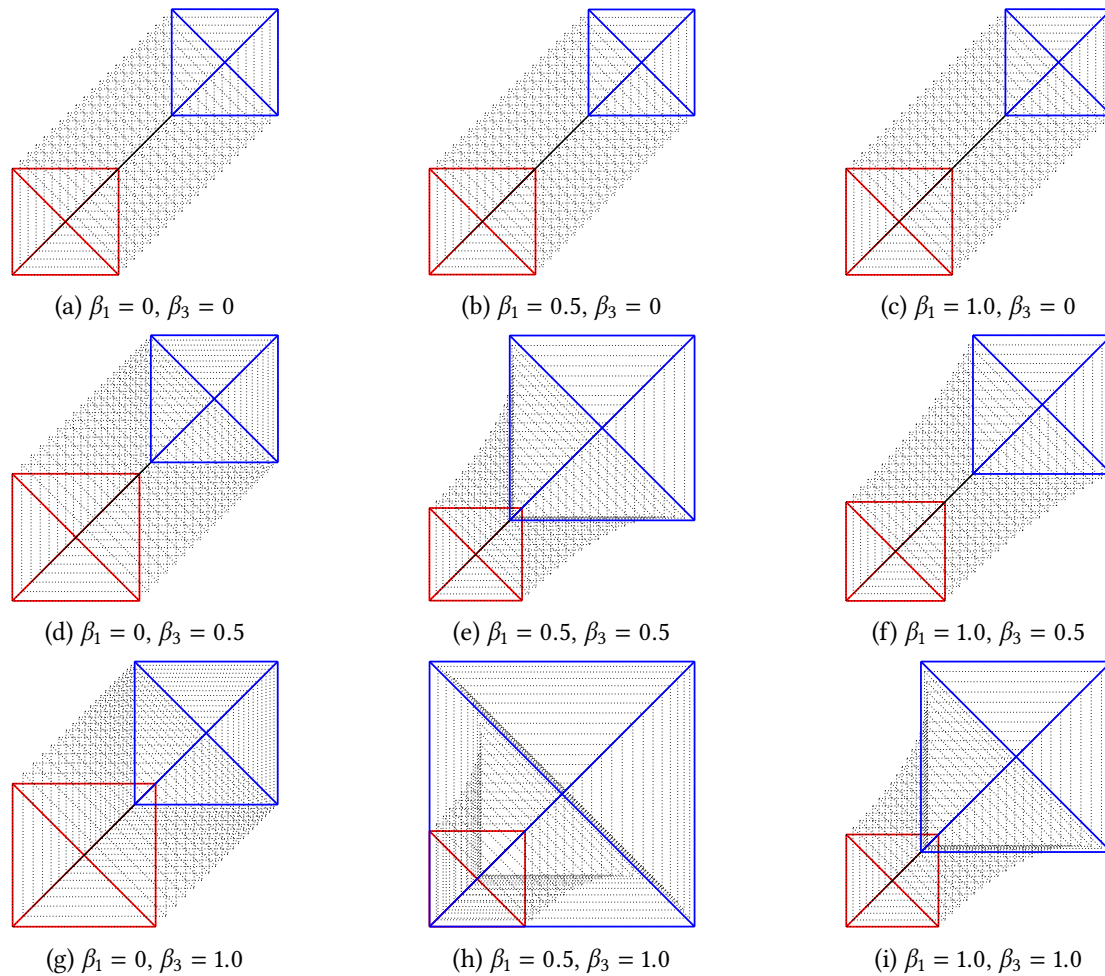 (a) β₁ = 0, β₃ = 0
(b) β₁ = 0.5, β₃ = 0
(c) β₁ = 1.0, β₃ = 0
(d) β₁ = 0, β₃ = 0.5
(e) β₁ = 0.5, β₃ = 0.5
(f) β₁ = 1.0, β₃ = 0.5
(g) β₁ = 0, β₃ = 1.0
(h) β₁ = 0.5, β₃ = 1.0
(i) β₁ = 1.0, β₃ = 1.0